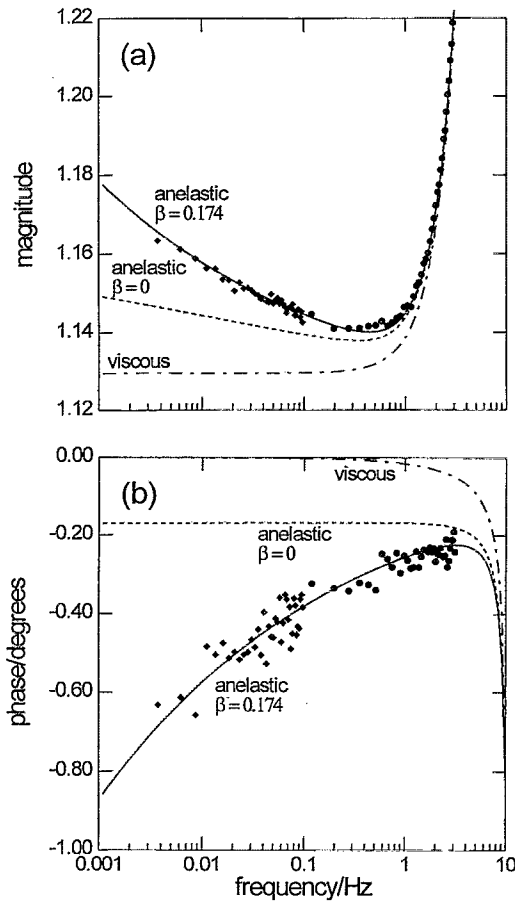 (a)
1.22
1.20
1.18
1.16
1.14
1.12
magnitude
anelastic
β=0.174
anelastic
β=0
viscous
(b)
0.00
-0.20
-0.40
-0.60
-0.80
-1.00
phase/degrees
viscous
anelastic
β=0
anelastic
β=0.174
0.001
0.01
0.1
1
10
frequency/Hz